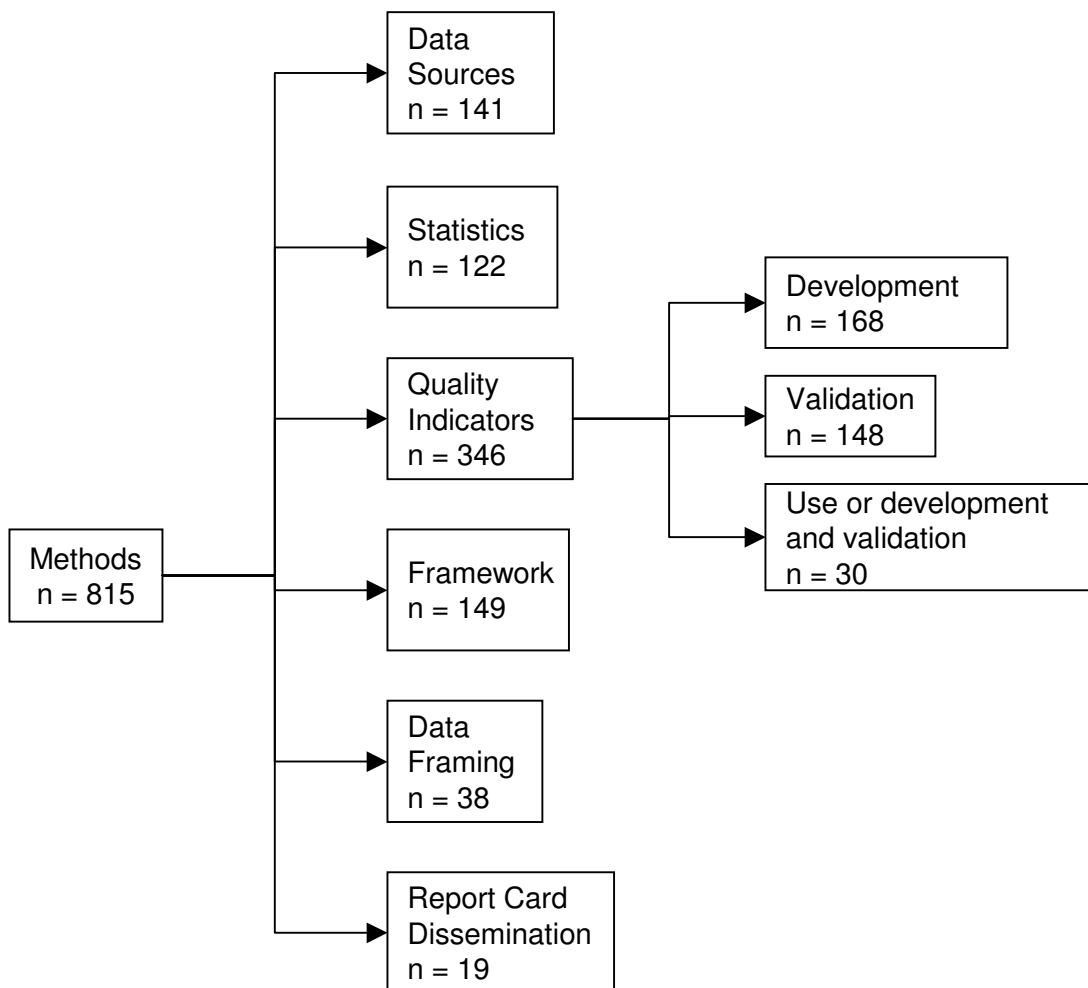 Methods
n = 815
Data
Sources
n = 141
Statistics
n = 122
Quality
Indicators
n = 346
Framework
n = 149
Data
Framing
n = 38
Report Card
Dissemination
n = 19
Development
n = 168
Validation
n = 148
Use or development
and validation
n = 30